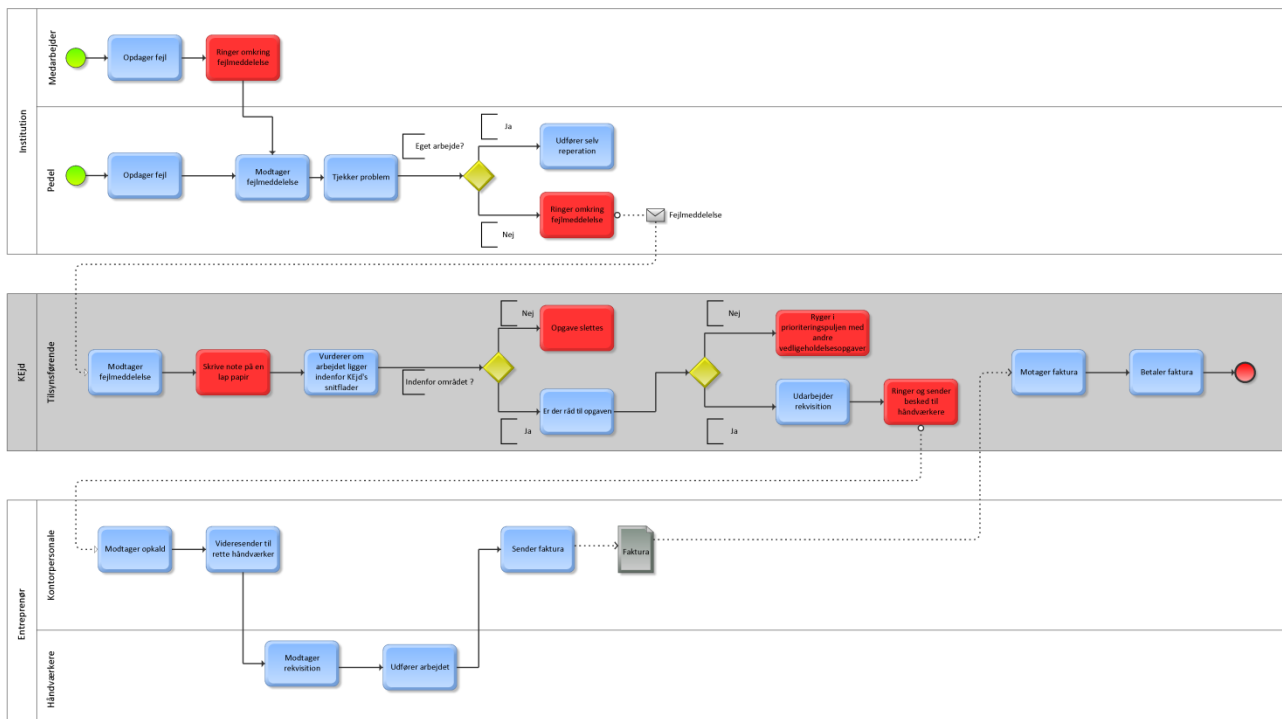 Institution
Medarbejder
Opdager fejl
Ringer omkring
fejlmeddelelse
Pedel
Opdager fejl
Modtager
fejlmeddelelse
Tjekker problem
Eget arbejde?
Ja
Udfører selv
reperation
Nej
Ringer omkring
fejlmeddelelse
Fejlmeddelelse
KEjd
Tilsynsførende
Modtager
fejlmeddelelse
Skrive note på en
lap papir
Vurderer om
arbejdet ligger
indenfor KEjd's
snitflader
Indenfor området ?
Nej
Opgave slettes
Ja
Er der råd til opgaven
Nej
Ryger i
prioriteringspuljen med
andre
vedligeholdelsesopgaver
Ja
Udarbejder
rekvisition
Ringer og sender
besked til
håndværkere
Motager faktura
Betaler faktura
Entreprenør
Kontorpersonale
Modtager opkald
Videresender til
rette håndværker
Sender faktura
Faktura
Håndværkere
Modtager
rekvisition
Udfører arbejdet